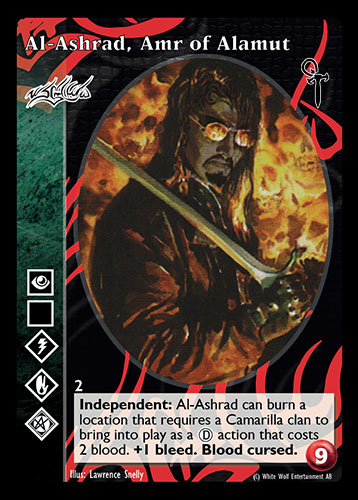 Al-Ashrad, Amr of Alamut
2
Independent: Al-Ashrad can burn a
location that requires a Camarilla clan to
bring into play as a Ⓓ action that costs
2 blood. +1 bleed. Blood cursed.
9
Illus: Lawrence Snelly
(C) White Wolf Entertainment AB